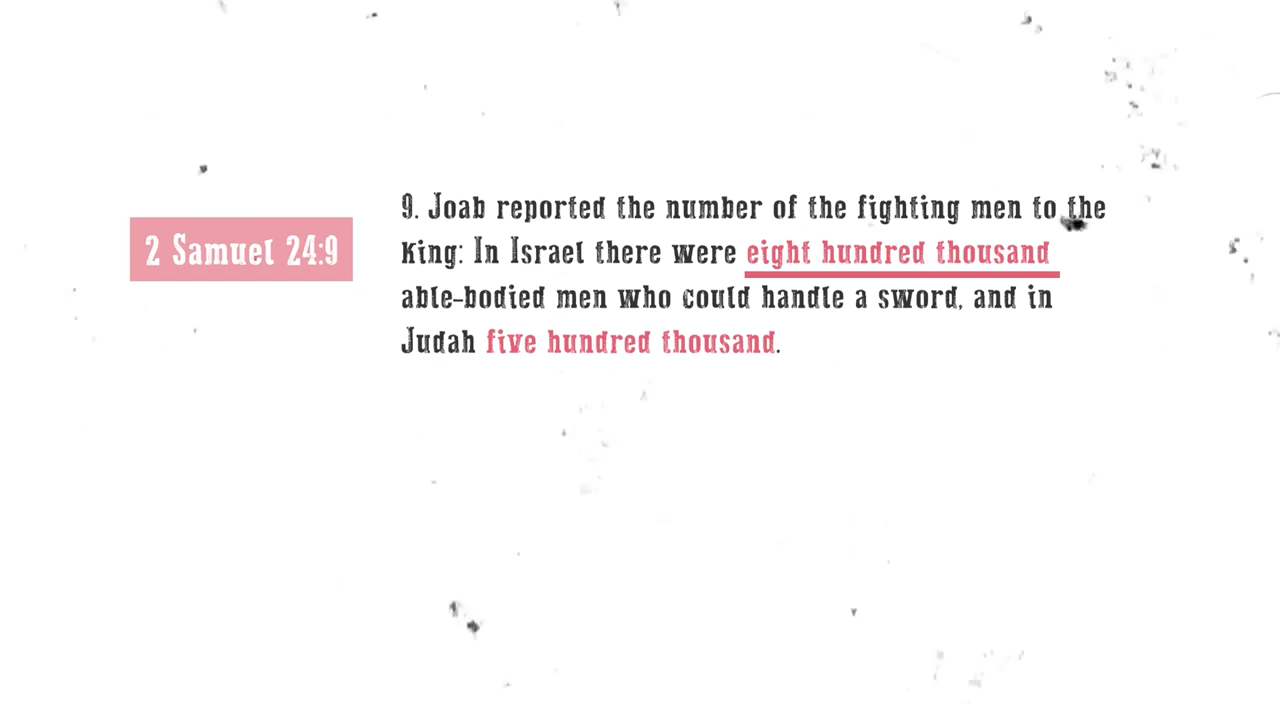 2 Samuel 24:9
9. Joab reported the number of the fighting men to the
King: In Israel there were eight hundred thousand
able-bodied men who could handle a sword, and in
Judah five hundred thousand.